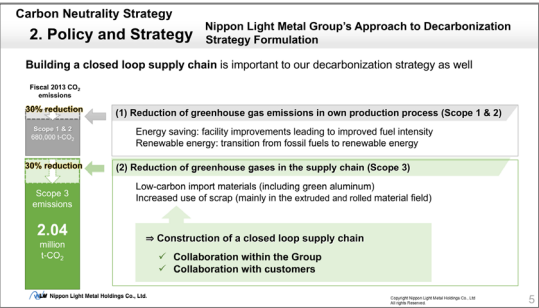 Carbon Neutrality Strategy
2. Policy and Strategy
Nippon Light Metal Group's Approach to Decarbonization
Strategy Formulation
Building a closed loop supply chain is important to our decarbonization strategy as well
Fiscal 2013 CO₂
emissions
30% reduction
Scope 1 & 2
680,000 t-CO₂
(1) Reduction of greenhouse gas emissions in own production process (Scope 1 & 2)
Energy saving: facility improvements leading to improved fuel intensity
Renewable energy: transition from fossil fuels to renewable energy
30% reduction
Scope 3
emissions
2.04
million
t-CO₂
(2) Reduction of greenhouse gases in the supply chain (Scope 3)
Low-carbon import materials (including green aluminum)
Increased use of scrap (mainly in the extruded and rolled material field)
⇒ Construction of a closed loop supply chain
✓ Collaboration within the Group
✓ Collaboration with customers
Nippon Light Metal Holdings Co., Ltd.
Copyright Nippon Light Metal Holdings Co., Ltd
All rights Reserved.
5